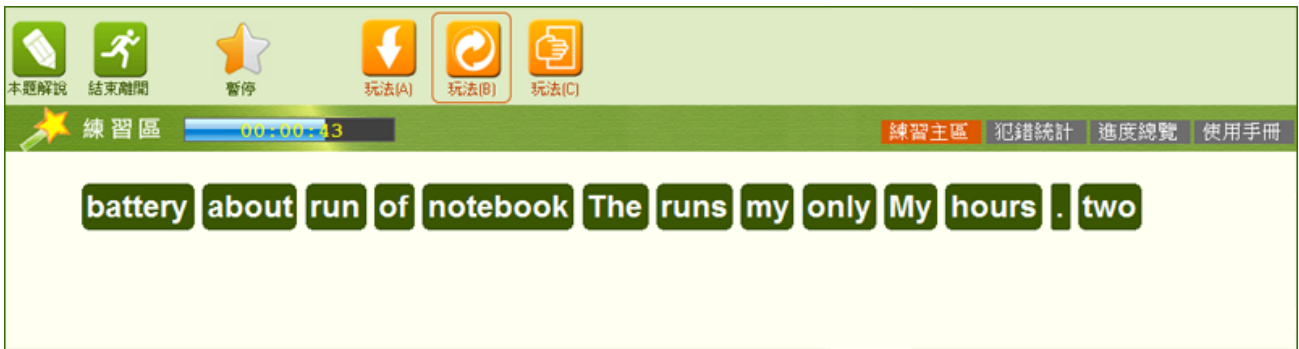 本題解說 結束離開 暫停 玩法(A) 玩法(B) 玩法(C)
練習區 00:00:43 練習主區 犯錯統計 進度總覽 使用手冊
battery about run of notebook The runs my only My hours . two